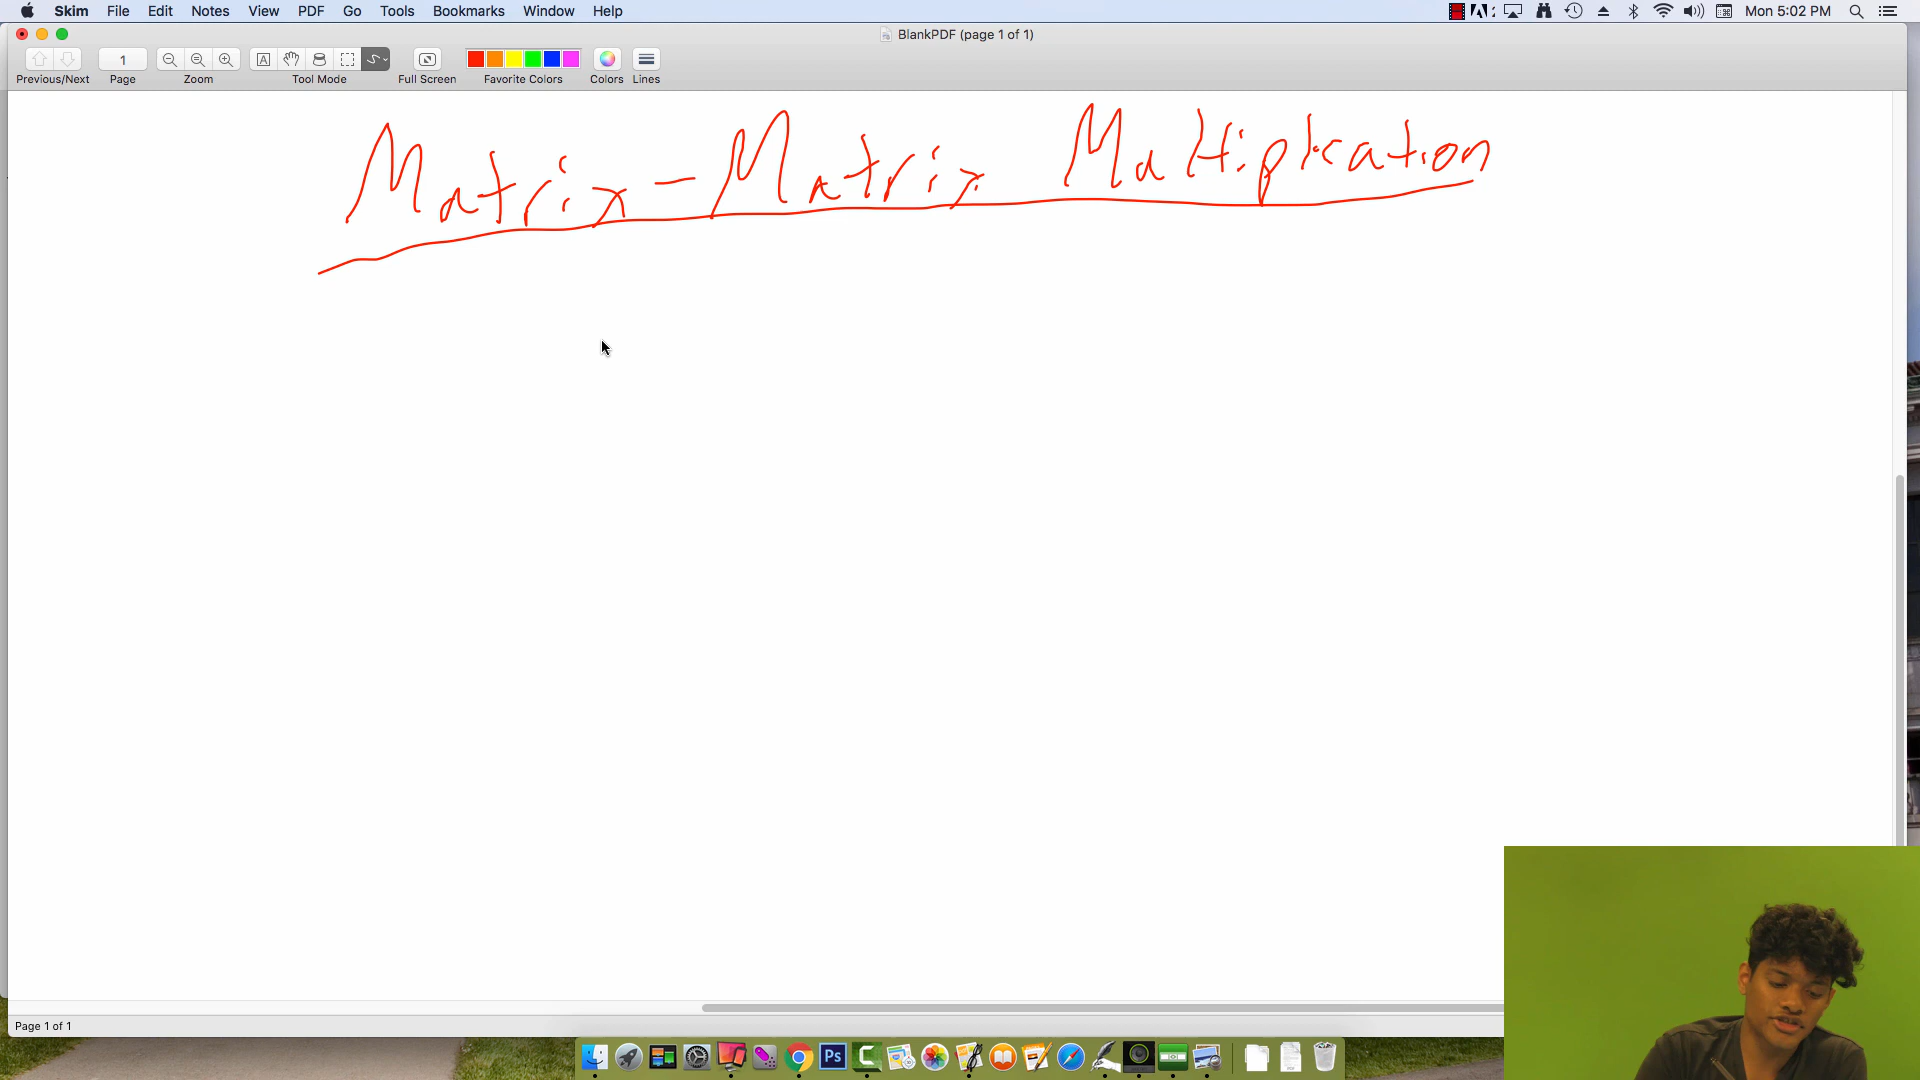 Skim File Edit Notes View PDF Go Tools Bookmarks Window Help Mon 5:02 PM
BlankPDF (page 1 of 1)
1
Previous/Next Page Zoom Tool Mode Full Screen Favorite Colors Colors Lines
Matrix-Matrix Multiplication
Page 1 of 1
Ps